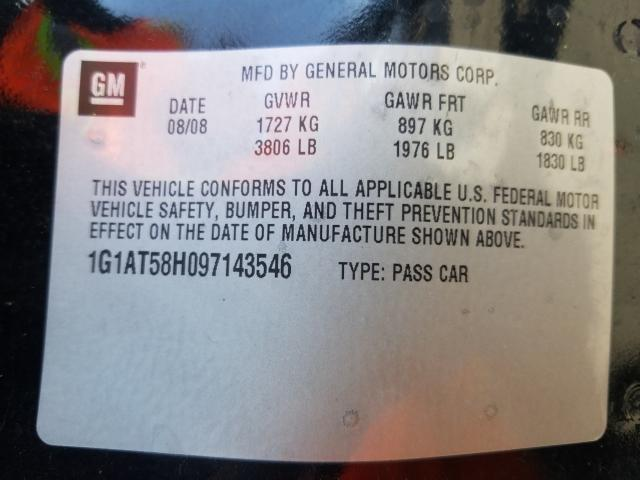 GM
MFD BY GENERAL MOTORS CORP.
DATE GVWR GAWR FRT GAWR RR
08/08 1727 KG 897 KG 830 KG
3806 LB 1976 LB 1830 LB
THIS VEHICLE CONFORMS TO ALL APPLICABLE U.S. FEDERAL MOTOR
VEHICLE SAFETY, BUMPER, AND THEFT PREVENTION STANDARDS IN
EFFECT ON THE DATE OF MANUFACTURE SHOWN ABOVE.
1G1AT58H097143546 TYPE: PASS CAR